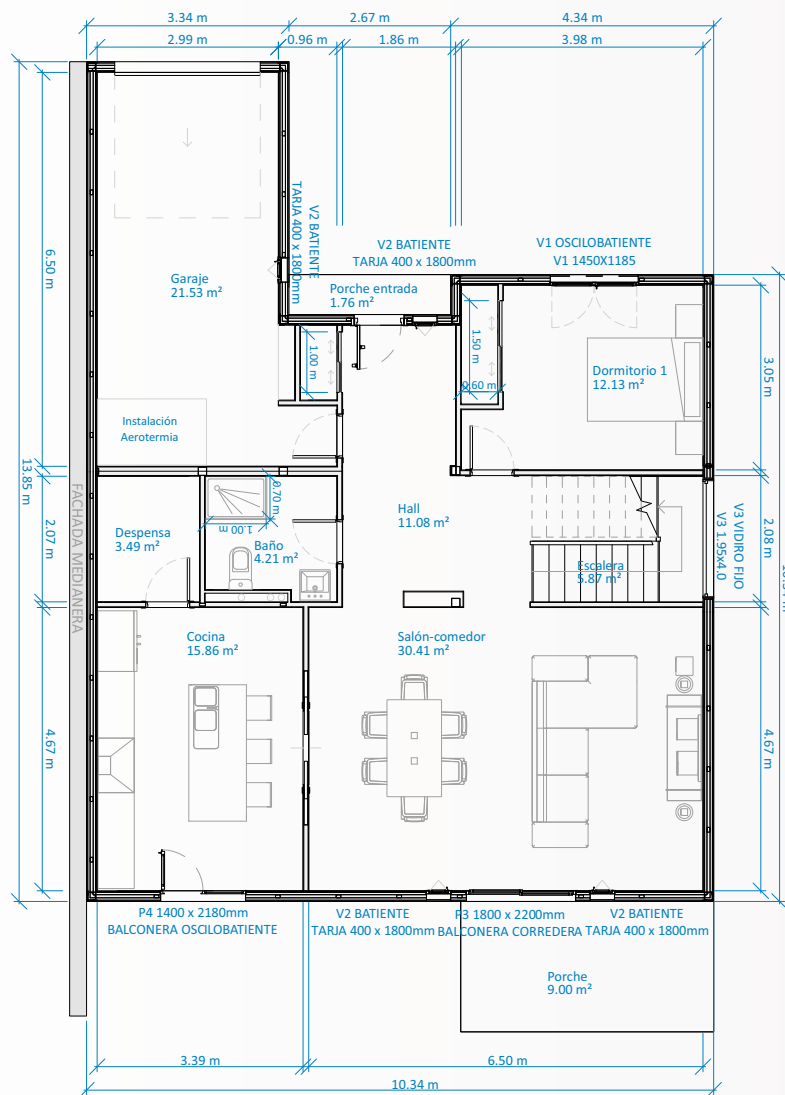 3.34 m
2.67 m
4.34 m
2.99 m
0.96 m
1.86 m
3.98 m
V2 BATIENTE
TARJA 400 x 1800mm
V2 BATIENTE
TARJA 400 x 1800mm
V1 OSCILOBATIENTE
V1 1450X1185
6.50 m
Garaje
21.53 m²
Porche entrada
1.76 m²
1.00 m
1.50 m
0.60 m
Dormitorio 1
12.13 m²
3.05 m
Instalación
Aerotermia
13.85 m
FACHADA MEDIANERA
2.07 m
Despensa
3.49 m²
0.70 m
1.00 m
Baño
4.21 m²
Hall
11.08 m²
Escalera
5.87 m²
V3 VIDIRO FIJO
V3 1.95x4.0
2.08 m
Cocina
15.86 m²
Salón-comedor
30.41 m²
4.67 m
4.67 m
P4 1400 x 2180mm
BALCONERA OSCILOBATIENTE
V2 BATIENTE
TARJA 400 x 1800mm
P3 1800 x 2200mm
BALCONERA CORREDERA
V2 BATIENTE
TARJA 400 x 1800mm
Porche
9.00 m²
3.39 m
6.50 m
10.34 m